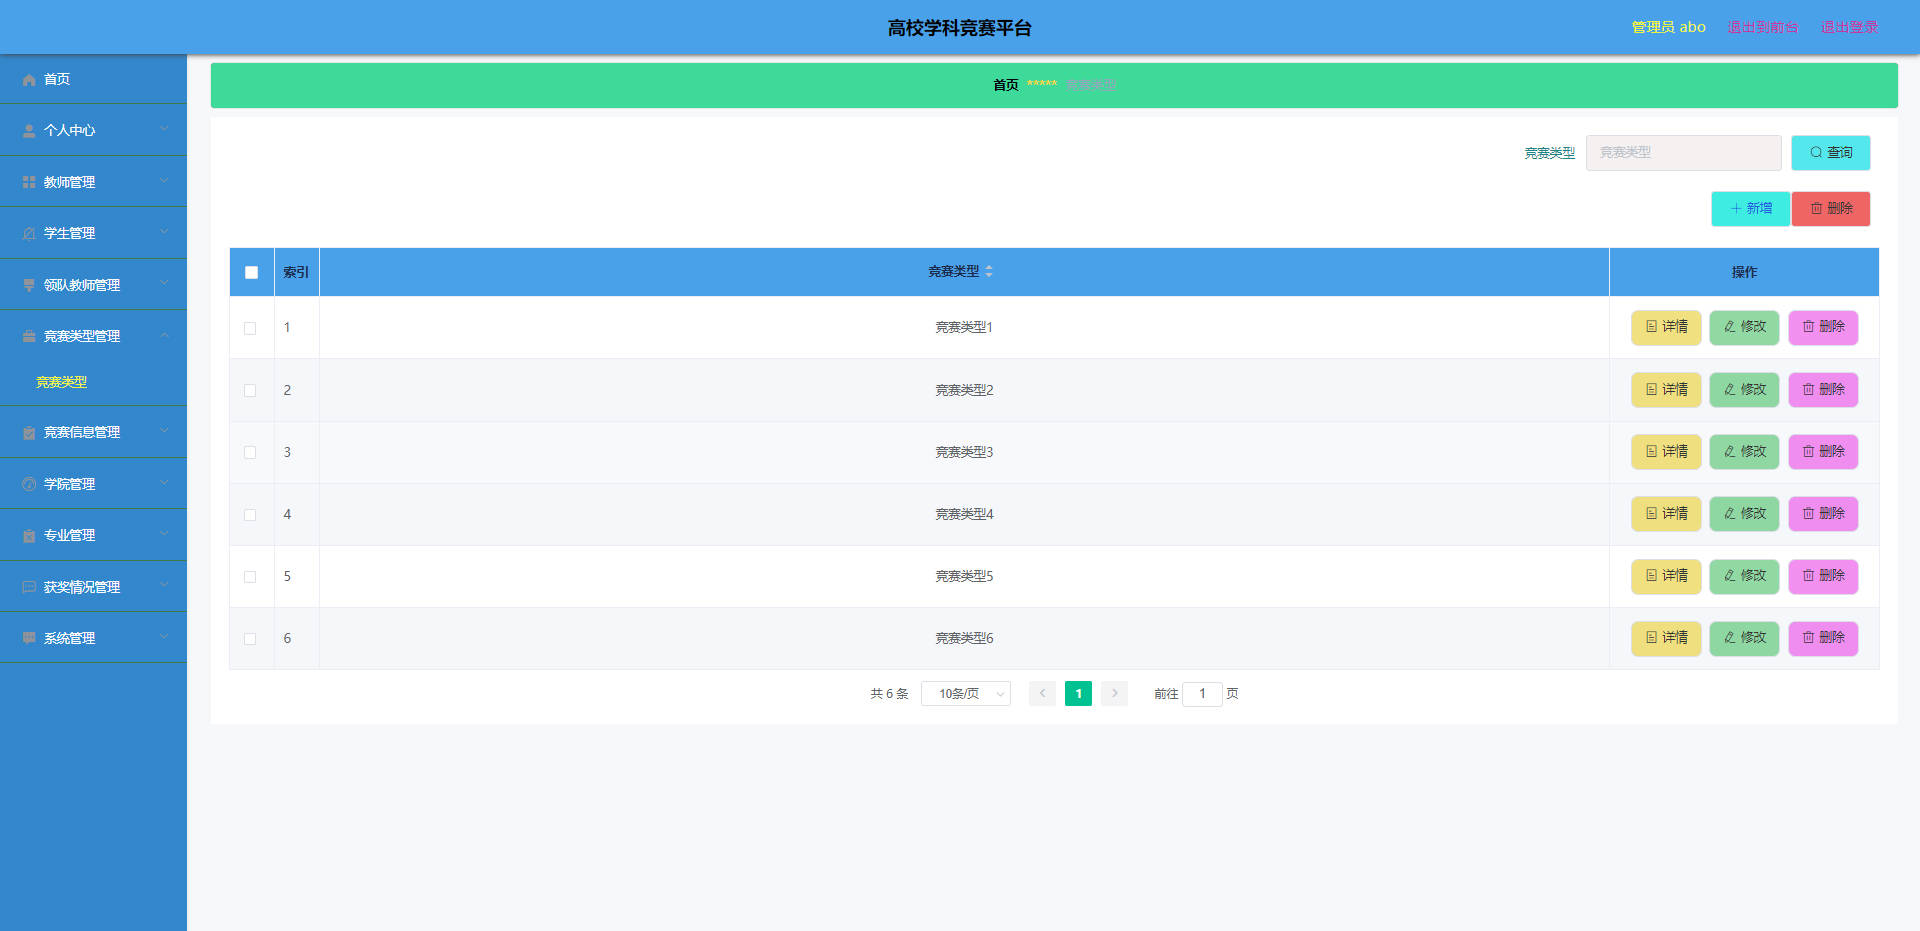 高校学科竞赛平台
管理员 abo 退出到前台 退出登录
首页
个人中心
教师管理
学生管理
领队教师管理
竞赛类型管理
竞赛类型
竞赛信息管理
学院管理
专业管理
获奖情况管理
系统管理
首页 ***** 竞赛类型
竞赛类型 竞赛类型 查询
新增 删除
索引 竞赛类型 操作
1 竞赛类型1 详情 修改 删除
2 竞赛类型2 详情 修改 删除
3 竞赛类型3 详情 修改 删除
4 竞赛类型4 详情 修改 删除
5 竞赛类型5 详情 修改 删除
6 竞赛类型6 详情 修改 删除
共 6 条 10条/页 1 前往 1 页